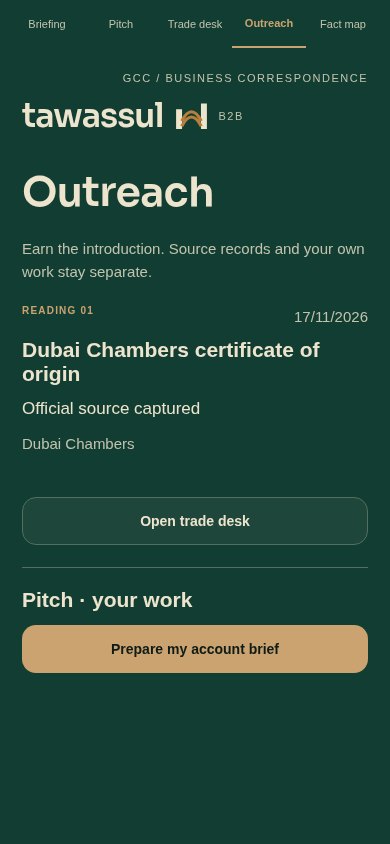 Briefing
Pitch
Trade desk
Outreach
Fact map
GCC / BUSINESS CORRESPONDENCE
tawassul
B2B
Outreach
Earn the introduction. Source records and your own
work stay separate.
READING 01
17/11/2026
Dubai Chambers certificate of
origin
Official source captured
Dubai Chambers
Open trade desk
Pitch · your work
Prepare my account brief